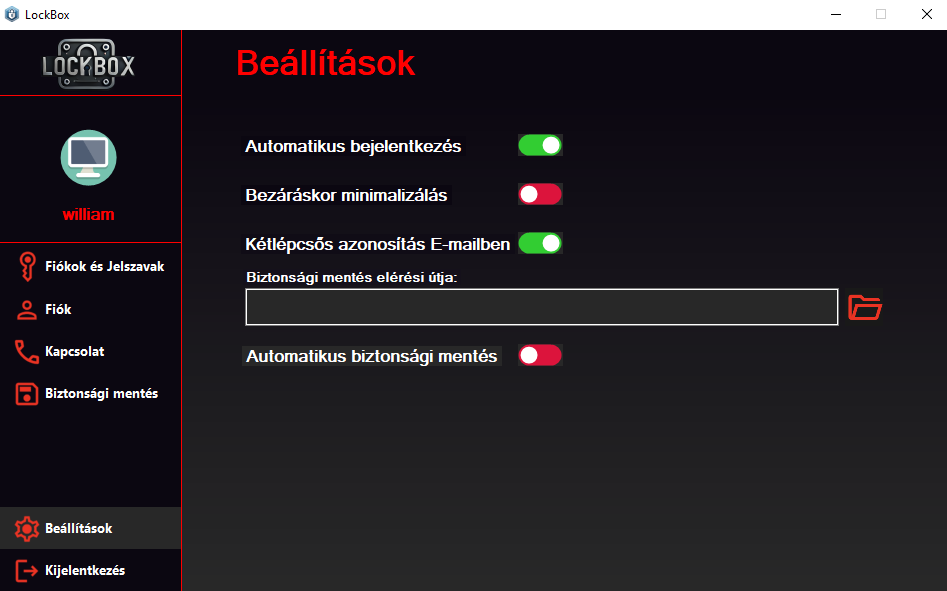 LockBox
LOCKBOX
william
Fiókok és Jelszavak
Fiók
Kapcsolat
Biztonsági mentés
Beállítások
Kijelentkezés
Beállítások
Automatikus bejelentkezés
Bezáráskor minimalizálás
Kétlépcsős azonosítás E-mailben
Biztonsági mentés elérési útja:
Automatikus biztonsági mentés